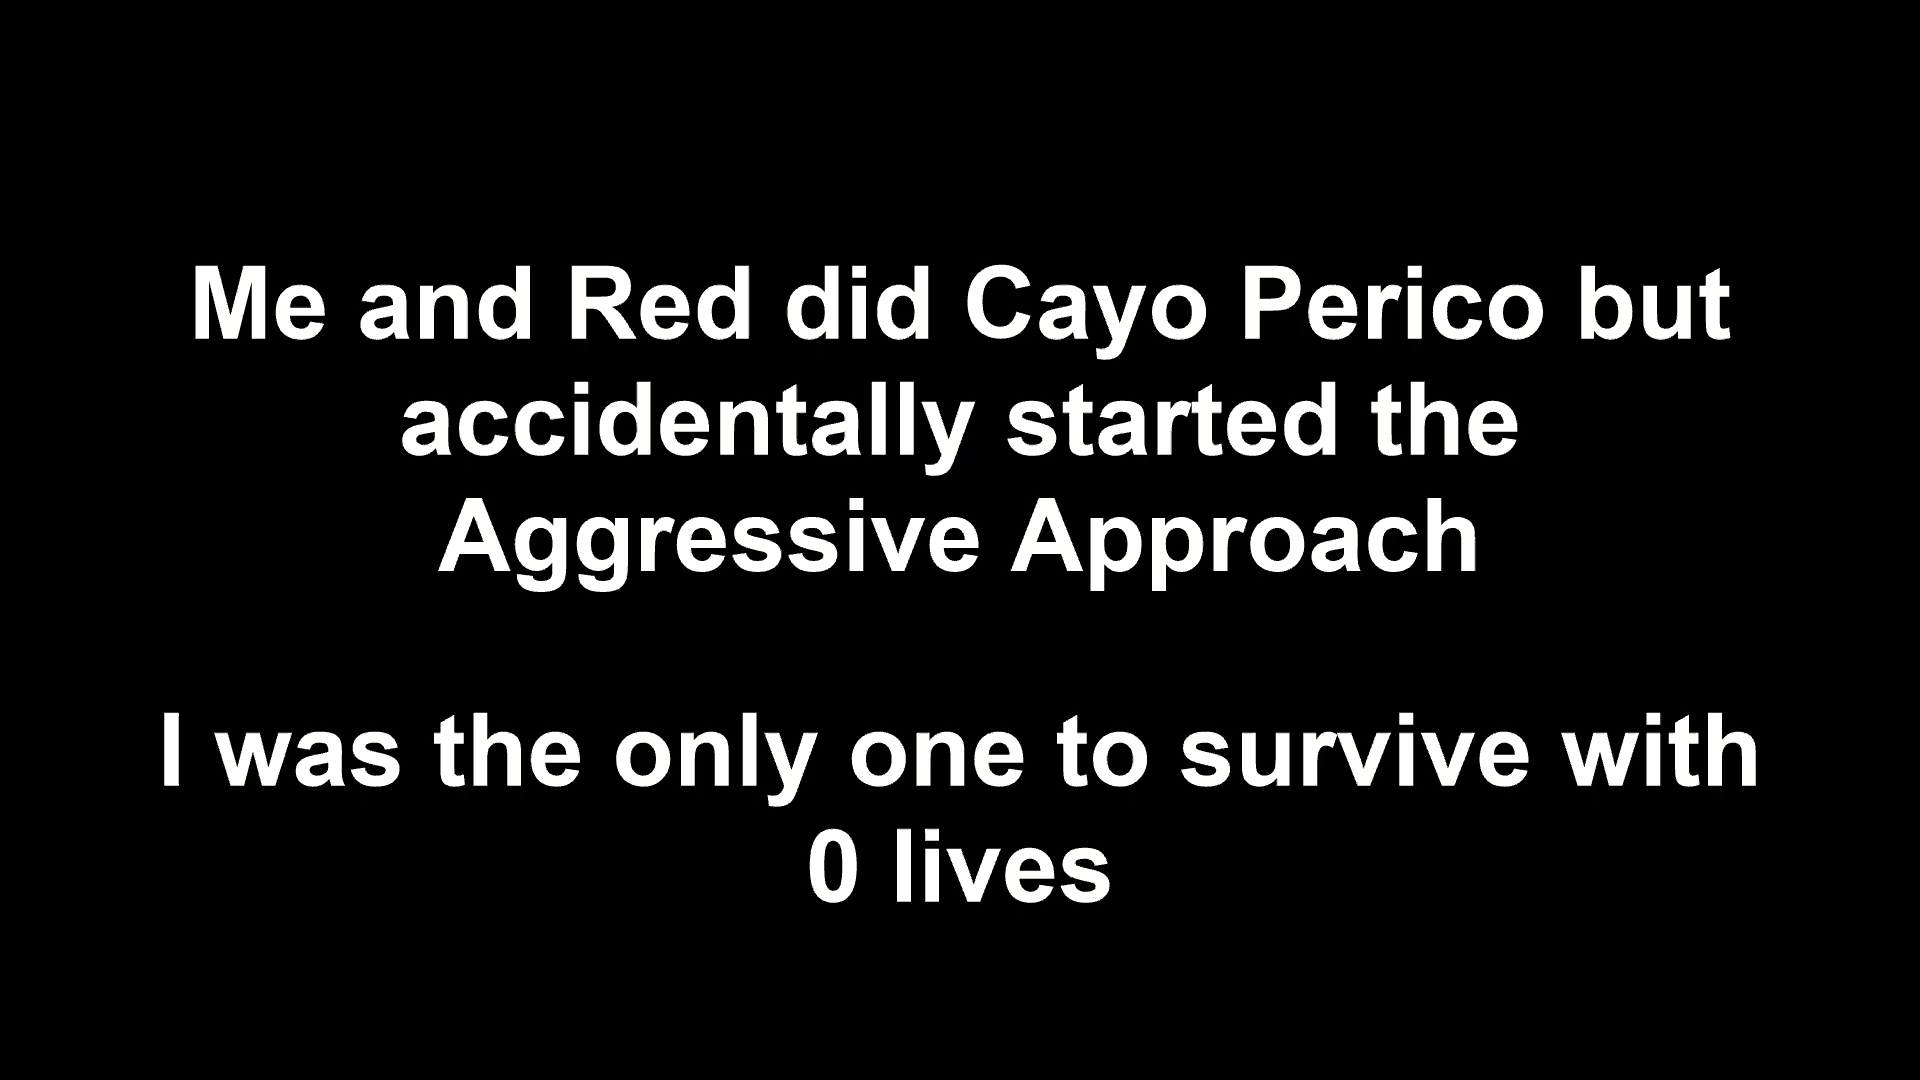 Me and Red did Cayo Perico but
accidentally started the
Aggressive Approach
I was the only one to survive with
0 lives